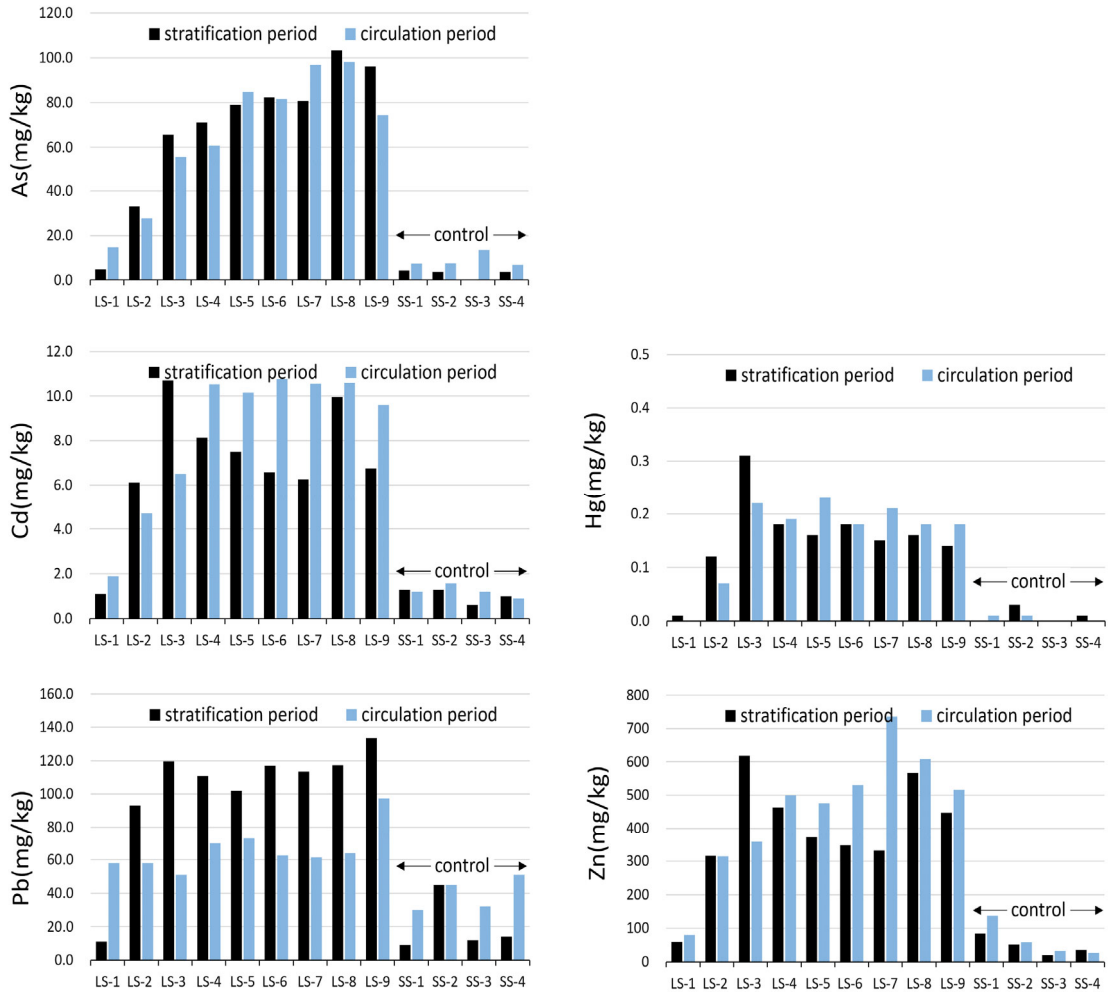 120.0
100.0
80.0
60.0
40.0
20.0
0.0
As(mg/kg)
stratification period circulation period
control
LS-1 LS-2 LS-3 LS-4 LS-5 LS-6 LS-7 LS-8 LS-9 SS-1 SS-2 SS-3 SS-4
12.0
10.0
8.0
6.0
4.0
2.0
0.0
Cd(mg/kg)
stratification period circulation period
control
LS-1 LS-2 LS-3 LS-4 LS-5 LS-6 LS-7 LS-8 LS-9 SS-1 SS-2 SS-3 SS-4
0.5
0.4
0.3
0.2
0.1
0.0
Hg(mg/kg)
stratification period circulation period
control
LS-1 LS-2 LS-3 LS-4 LS-5 LS-6 LS-7 LS-8 LS-9 SS-1 SS-2 SS-3 SS-4
160.0
140.0
120.0
100.0
80.0
60.0
40.0
20.0
0.0
Pb(mg/kg)
stratification period circulation period
control
LS-1 LS-2 LS-3 LS-4 LS-5 LS-6 LS-7 LS-8 LS-9 SS-1 SS-2 SS-3 SS-4
800
700
600
500
400
300
200
100
0
Zn(mg/kg)
stratification period circulation period
control
LS-1 LS-2 LS-3 LS-4 LS-5 LS-6 LS-7 LS-8 LS-9 SS-1 SS-2 SS-3 SS-4